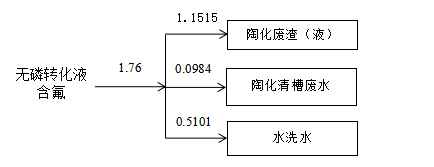 1.1515
陶化废渣（液）
无磷转化液
含氟
1.76
0.0984
陶化清槽废水
0.5101
水洗水